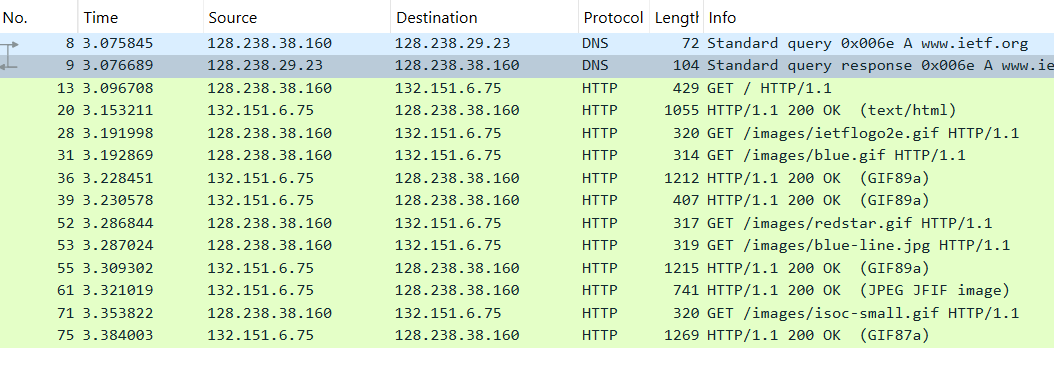 No. Time Source Destination Protocol Length Info
8 3.075845 128.238.38.160 128.238.29.23 DNS 72 Standard query 0x006e A www.ietf.org
9 3.076689 128.238.29.23 128.238.38.160 DNS 104 Standard query response 0x006e A www.ie
13 3.096708 128.238.38.160 132.151.6.75 HTTP 429 GET / HTTP/1.1
20 3.153211 132.151.6.75 128.238.38.160 HTTP 1055 HTTP/1.1 200 OK (text/html)
28 3.191998 128.238.38.160 132.151.6.75 HTTP 320 GET /images/ietflogo2e.gif HTTP/1.1
31 3.192869 128.238.38.160 132.151.6.75 HTTP 314 GET /images/blue.gif HTTP/1.1
36 3.228451 132.151.6.75 128.238.38.160 HTTP 1212 HTTP/1.1 200 OK (GIF89a)
39 3.230578 132.151.6.75 128.238.38.160 HTTP 407 HTTP/1.1 200 OK (GIF89a)
52 3.286844 128.238.38.160 132.151.6.75 HTTP 317 GET /images/redstar.gif HTTP/1.1
53 3.287024 128.238.38.160 132.151.6.75 HTTP 319 GET /images/blue-line.jpg HTTP/1.1
55 3.309302 132.151.6.75 128.238.38.160 HTTP 1215 HTTP/1.1 200 OK (GIF89a)
61 3.321019 132.151.6.75 128.238.38.160 HTTP 741 HTTP/1.1 200 OK (JPEG JFIF image)
71 3.353822 128.238.38.160 132.151.6.75 HTTP 320 GET /images/isoc-small.gif HTTP/1.1
75 3.384003 132.151.6.75 128.238.38.160 HTTP 1269 HTTP/1.1 200 OK (GIF87a)